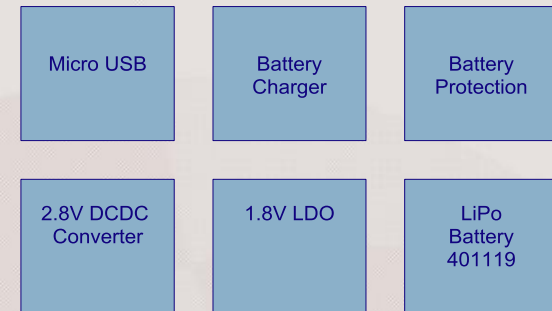 Micro USB
Battery
Charger
Battery
Protection
2.8V DCDC
Converter
1.8V LDO
LiPo
Battery
401119